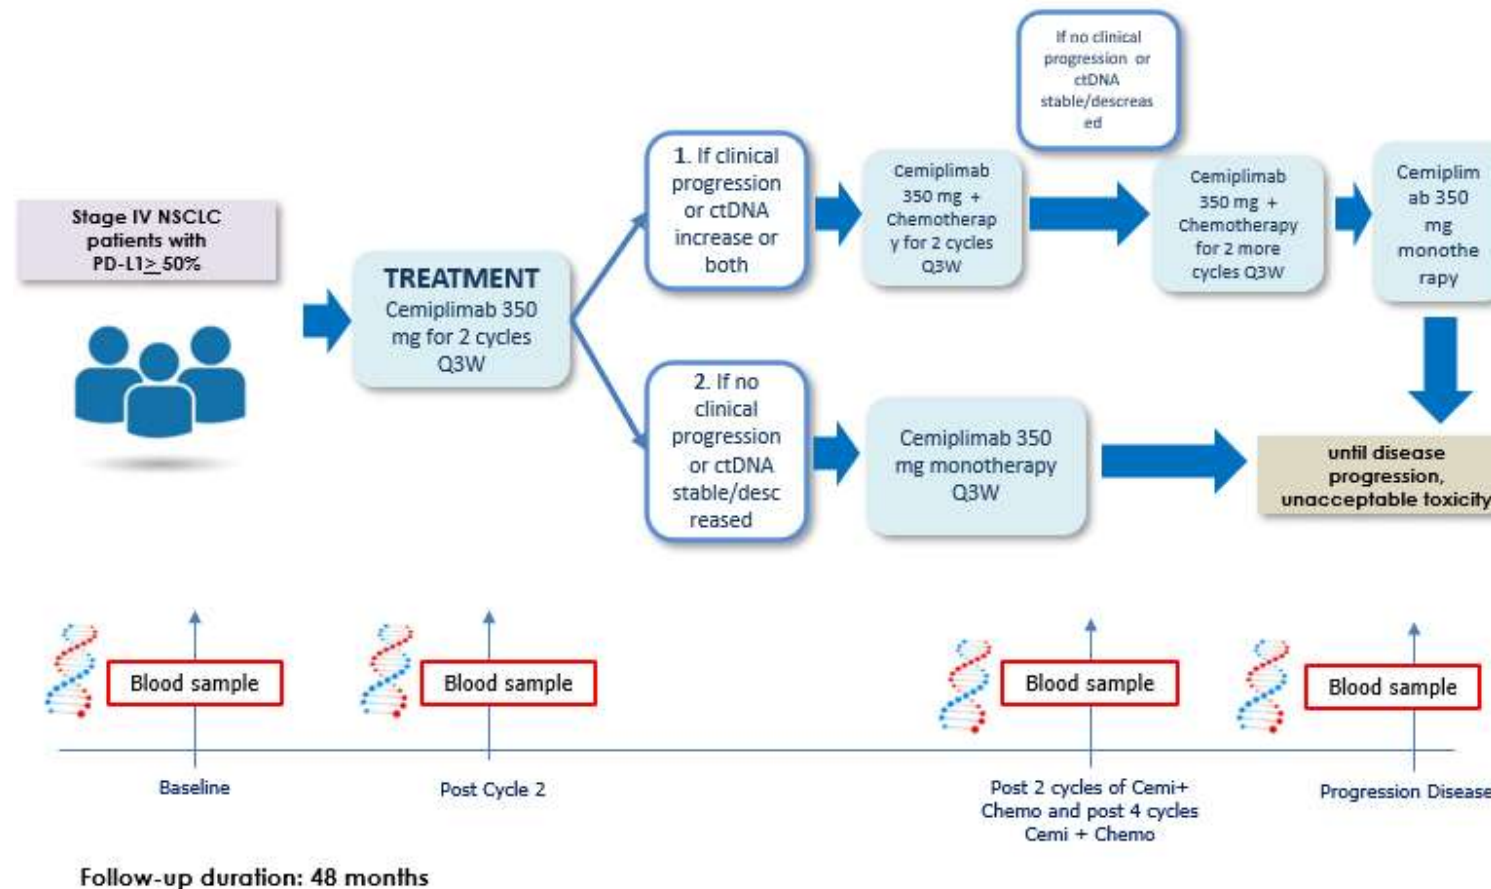 If no clinical
progression or
ctDNA
stable/descreas
ed
Stage IV NSCLC
patients with
PD-L1≥ 50%
TREATMENT
Cemiplimab 350
mg for 2 cycles
Q3W
1. If clinical
progression
or ctDNA
increase or
both
Cemiplimab
350 mg +
Chemotherap
y for 2 cycles
Q3W
Cemiplimab
350 mg +
Chemotherapy
for 2 more
cycles Q3W
Cemiplim
ab 350
mg
monothe
rapy
2. If no
clinical
progression
or ctDNA
stable/desc
reased
Cemiplimab 350
mg monotherapy
Q3W
until disease
progression,
unacceptable toxicity
Blood sample
Blood sample
Blood sample
Blood sample
Baseline
Post Cycle 2
Post 2 cycles of Cemi+
Chemo and post 4 cycles
Cemi + Chemo
Progression Disease
Follow-up duration: 48 months